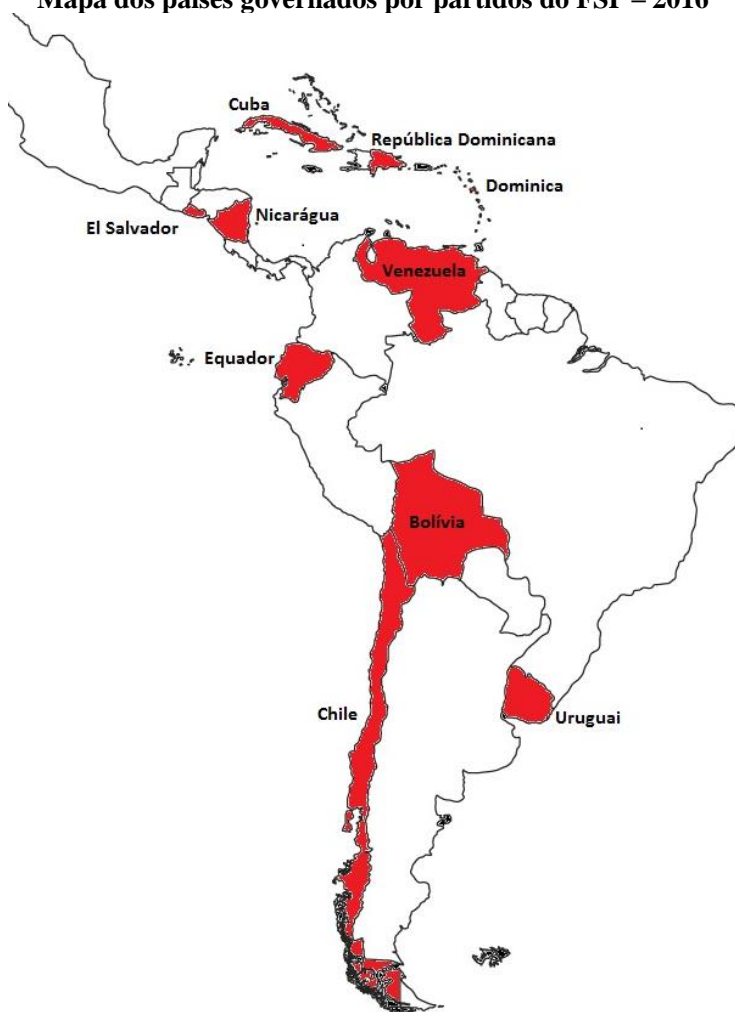 Mapa dos países governados por partidos do FSP – 2016
Cuba
República Dominicana
Dominica
El Salvador
Nicarágua
Venezuela
Equador
Bolívia
Chile
Uruguai